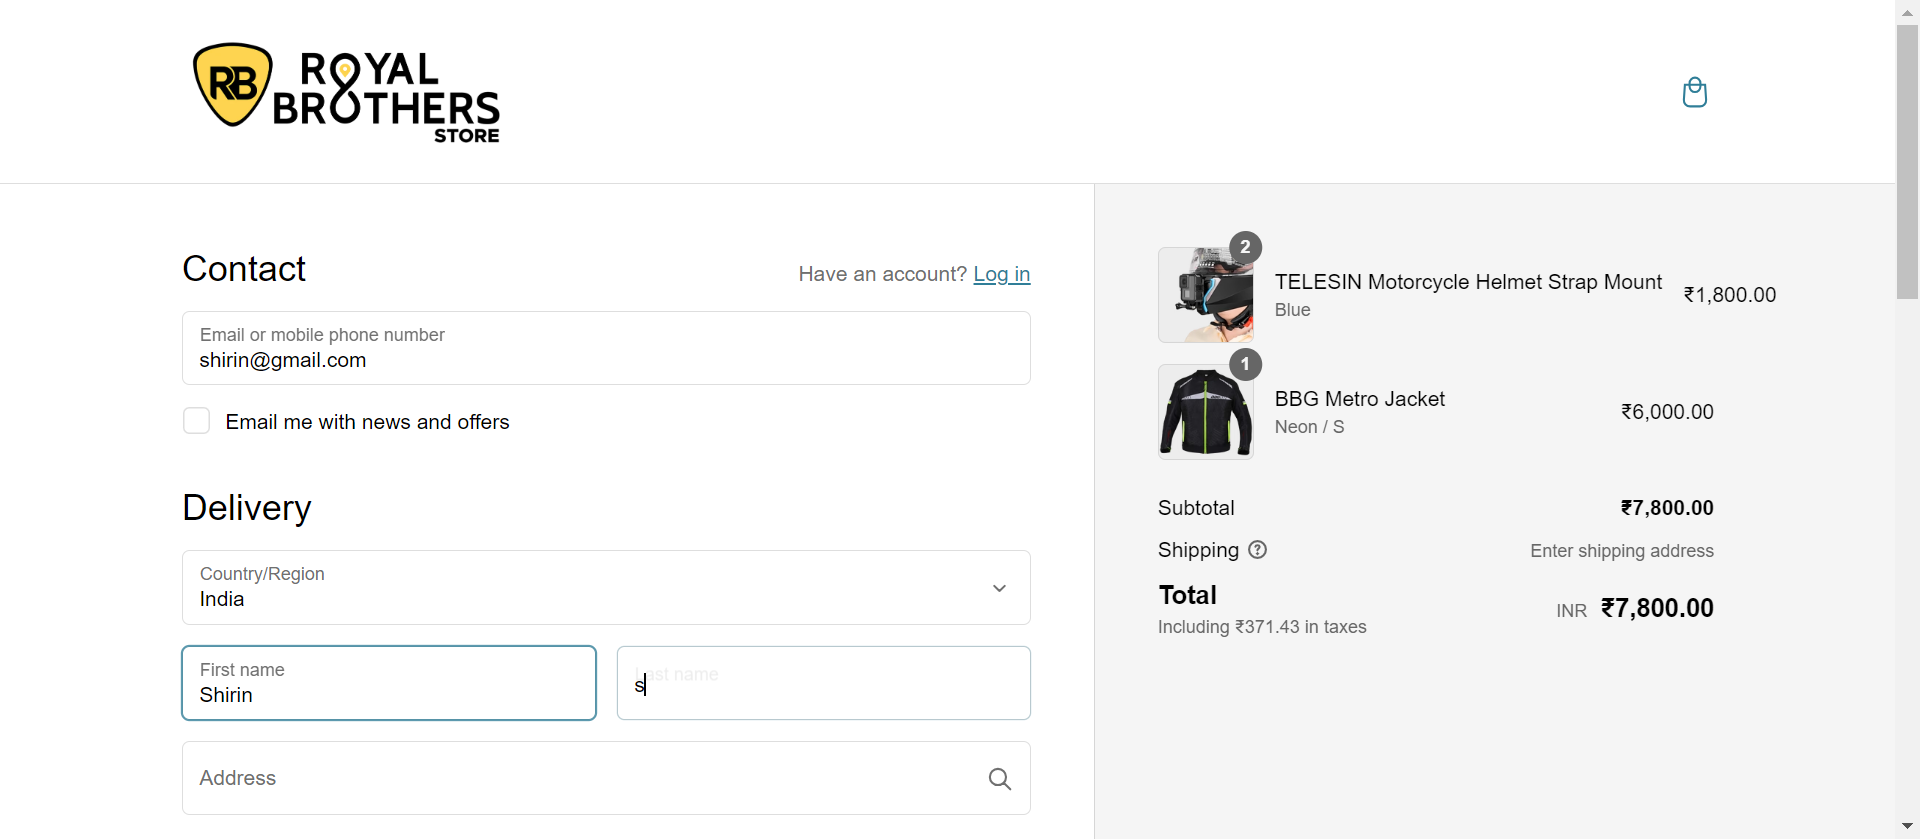 RB
ROYAL
BROTHERS
STORE
Contact
Have an account? Log in
Email or mobile phone number
shirin@gmail.com
Email me with news and offers
Delivery
Country/Region
India
First name
Shirin
Last name
s
Address
2
TELESIN Motorcycle Helmet Strap Mount
Blue
₹1,800.00
1
BBG Metro Jacket
Neon / S
₹6,000.00
Subtotal
₹7,800.00
Shipping
Enter shipping address
Total
INR ₹7,800.00
Including ₹371.43 in taxes